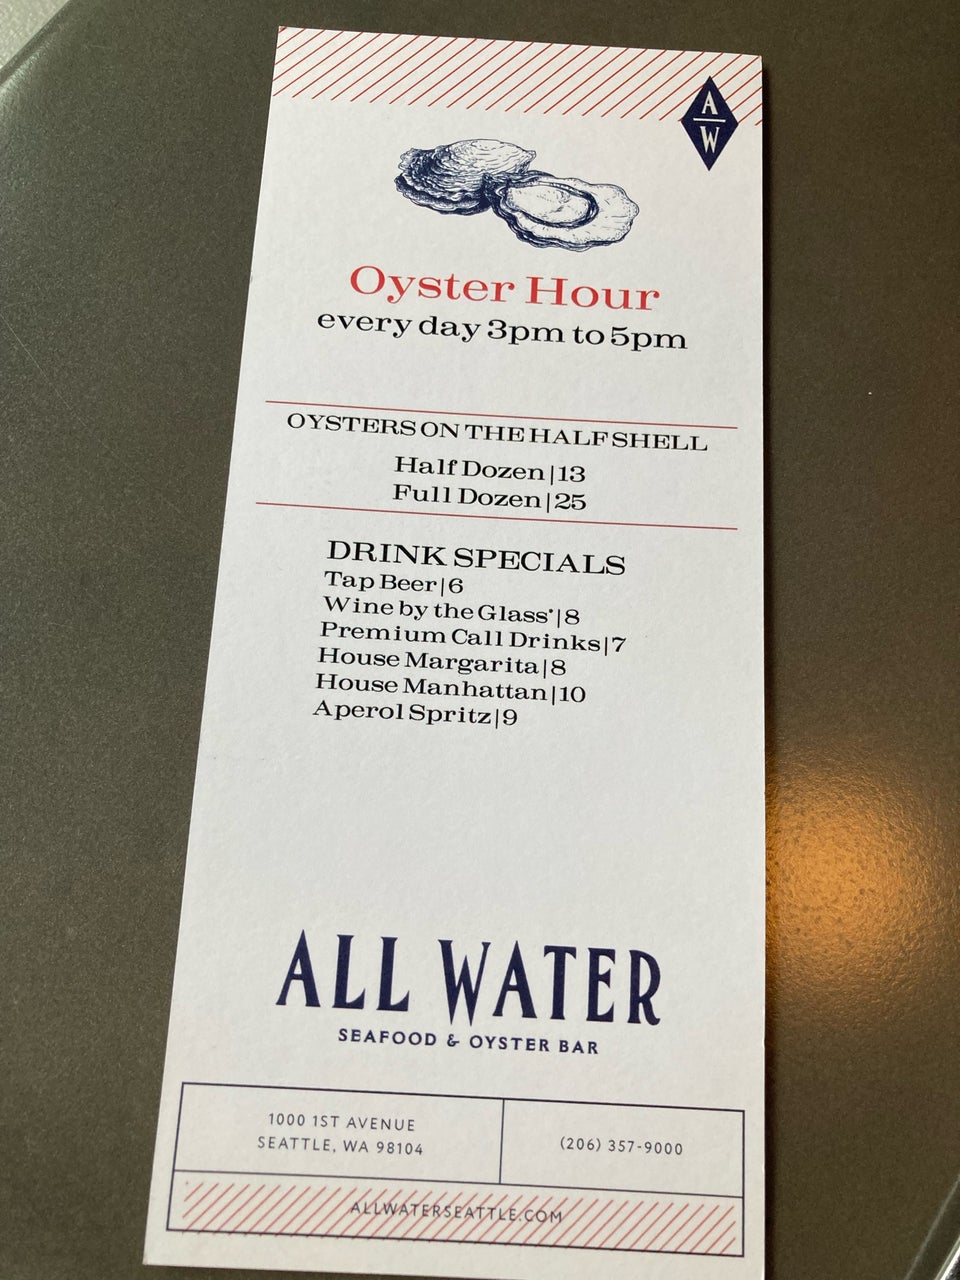 A
W
Oyster Hour
every day 3pm to 5pm
OYSTERS ON THE HALF SHELL
Half Dozen|13
Full Dozen|25
DRINK SPECIALS
Tap Beer|6
Wine by the Glass*|8
Premium Call Drinks|7
House Margarita|8
House Manhattan|10
Aperol Spritz|9
ALL WATER
SEAFOOD & OYSTER BAR
1000 1ST AVENUE
SEATTLE, WA 98104
(206) 357-9000
ALLWATERSEATTLE.COM